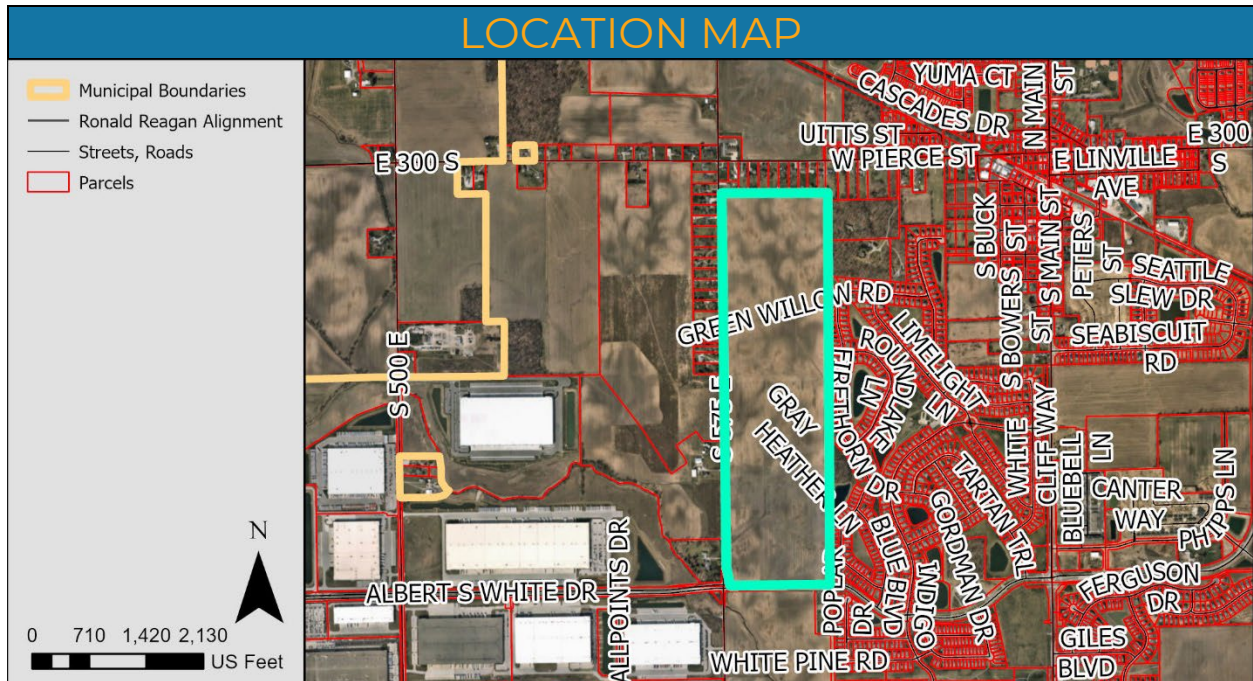 LOCATION MAP
Municipal Boundaries
Ronald Reagan Alignment
Streets, Roads
Parcels
N
0 710 1,420 2,130
US Feet
YUMA CT
CASCADES DR
N MAIN
ST
UITTS ST
E 300
S
E 300 S
W PIERCE ST
E LINVILLE
AVE
S BUCK
ST
S BOWERS
ST
S MAIN ST
PETERS
ST
SEATTLE
SLEW DR
SEABISCUIT
RD
GREEN WILLOW RD
LIMELIGHT
LN
ROUNDLAKE
LN
FIRETHORN DR
GRAY
HEATHER LN
S 500 E
S 575 E
WHITE
CLIFF WAY
BLUEBELL
LN
CANTER
WAY
PHIPPS LN
TARTAN TRL
GORDMAN DR
BLUE BLVD
INDIGO
ALBERT S WHITE DR
ALLPOINTS DR
DR
FERGUSON
DR
GILES
BLVD
WHITE PINE RD